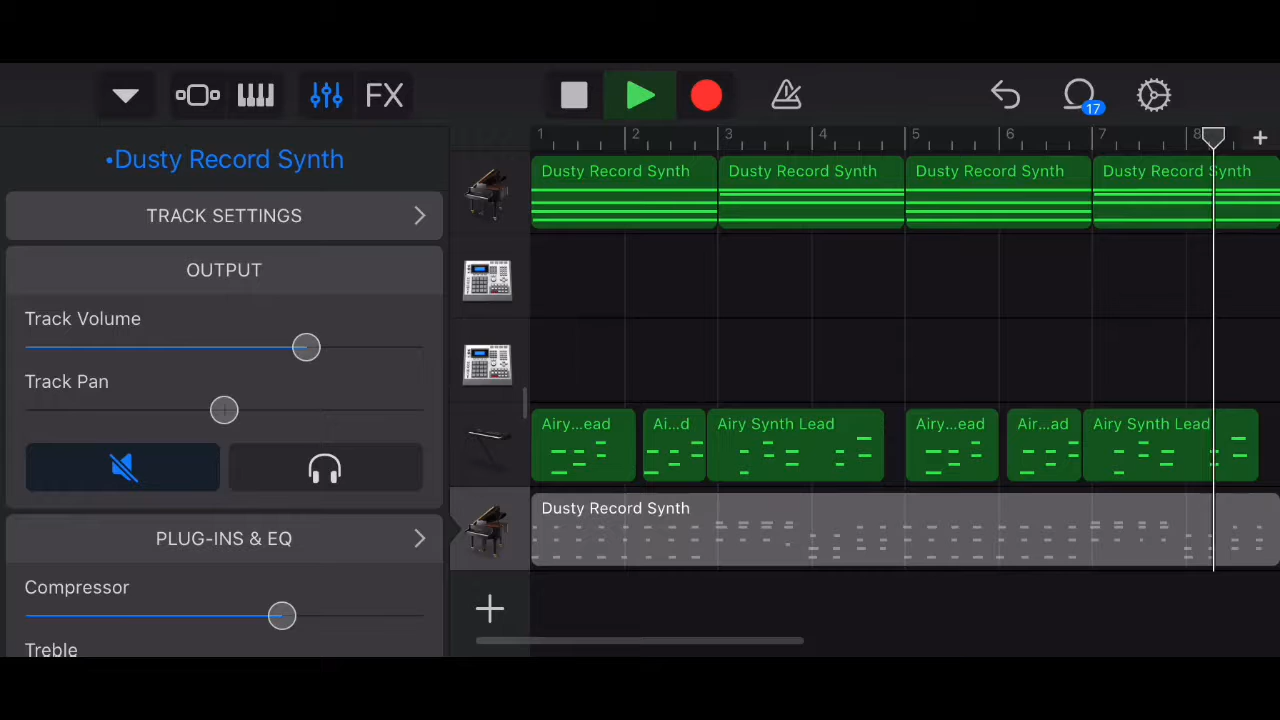 FX
17
1 2 3 4 5 6 7 8
•Dusty Record Synth
Dusty Record Synth Dusty Record Synth Dusty Record Synth Dusty Record Synth
TRACK SETTINGS
OUTPUT
Track Volume
Track Pan
Airy...ead Ai...d Airy Synth Lead Airy...ead Air...ad Airy Synth Lead
Dusty Record Synth
PLUG-INS & EQ
Compressor
Treble